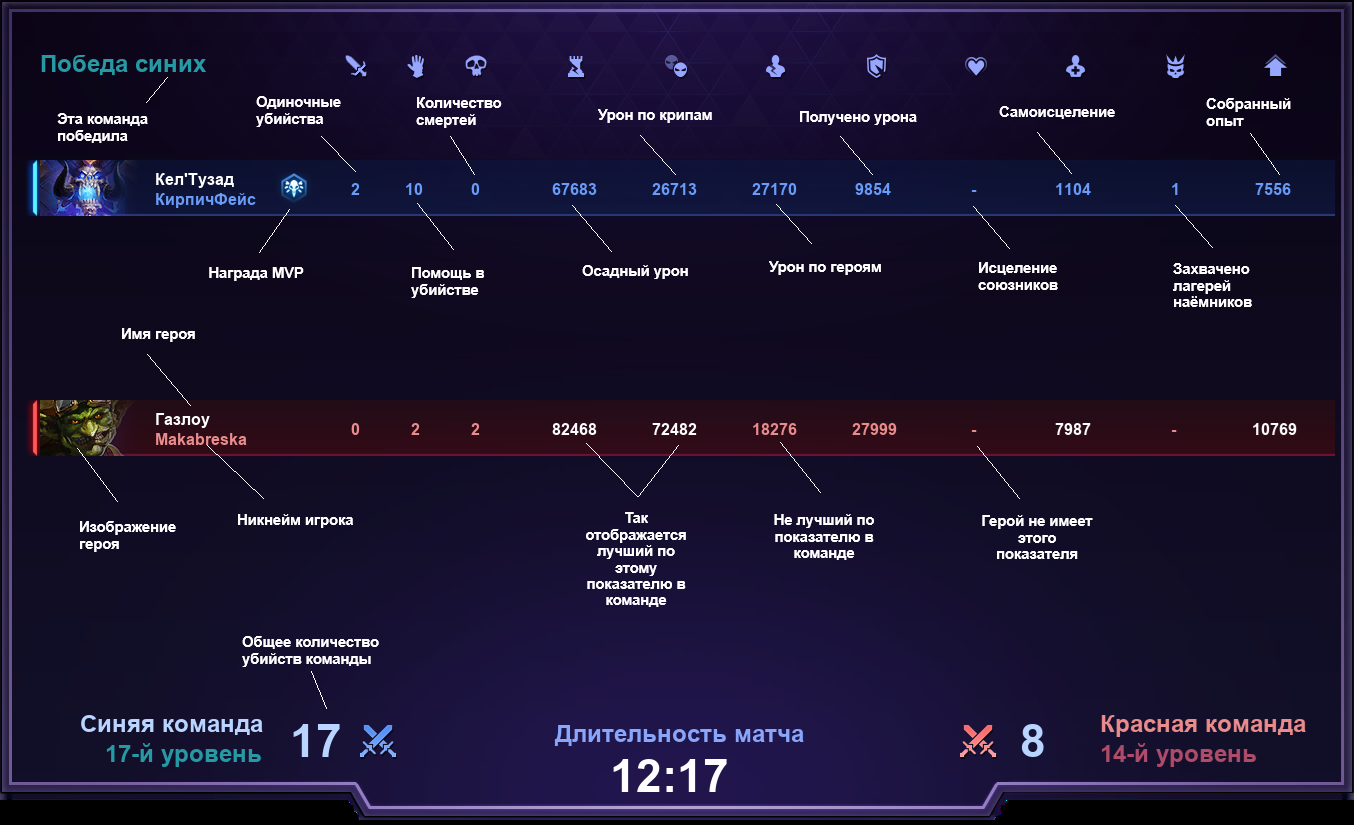 Победа синих
Эта команда
победила
Одиночные
убийства
Количество
смертей
Урон по крипам
Получено урона
Самоисцеление
Собранный
опыт
Кел'Тузад
КирпичФейс
2 10 0 67683 26713 27170 9854 - 1104 1 7556
Награда MVP
Помощь в
убийстве
Осадный урон
Урон по героям
Исцеление
союзников
Захвачено
лагерей
наёмников
Имя героя
Газлоу
Makabreska
0 2 2 82468 72482 18276 27999 - 7987 - 10769
Изображение
героя
Никнейм игрока
Так
отображается
лучший по
этому
показателю в
команде
Не лучший по
показателю в
команде
Герой не имеет
этого
показателя
Общее количество
убийств команды
Синяя команда
17-й уровень
17
Длительность матча
12:17
8
Красная команда
14-й уровень